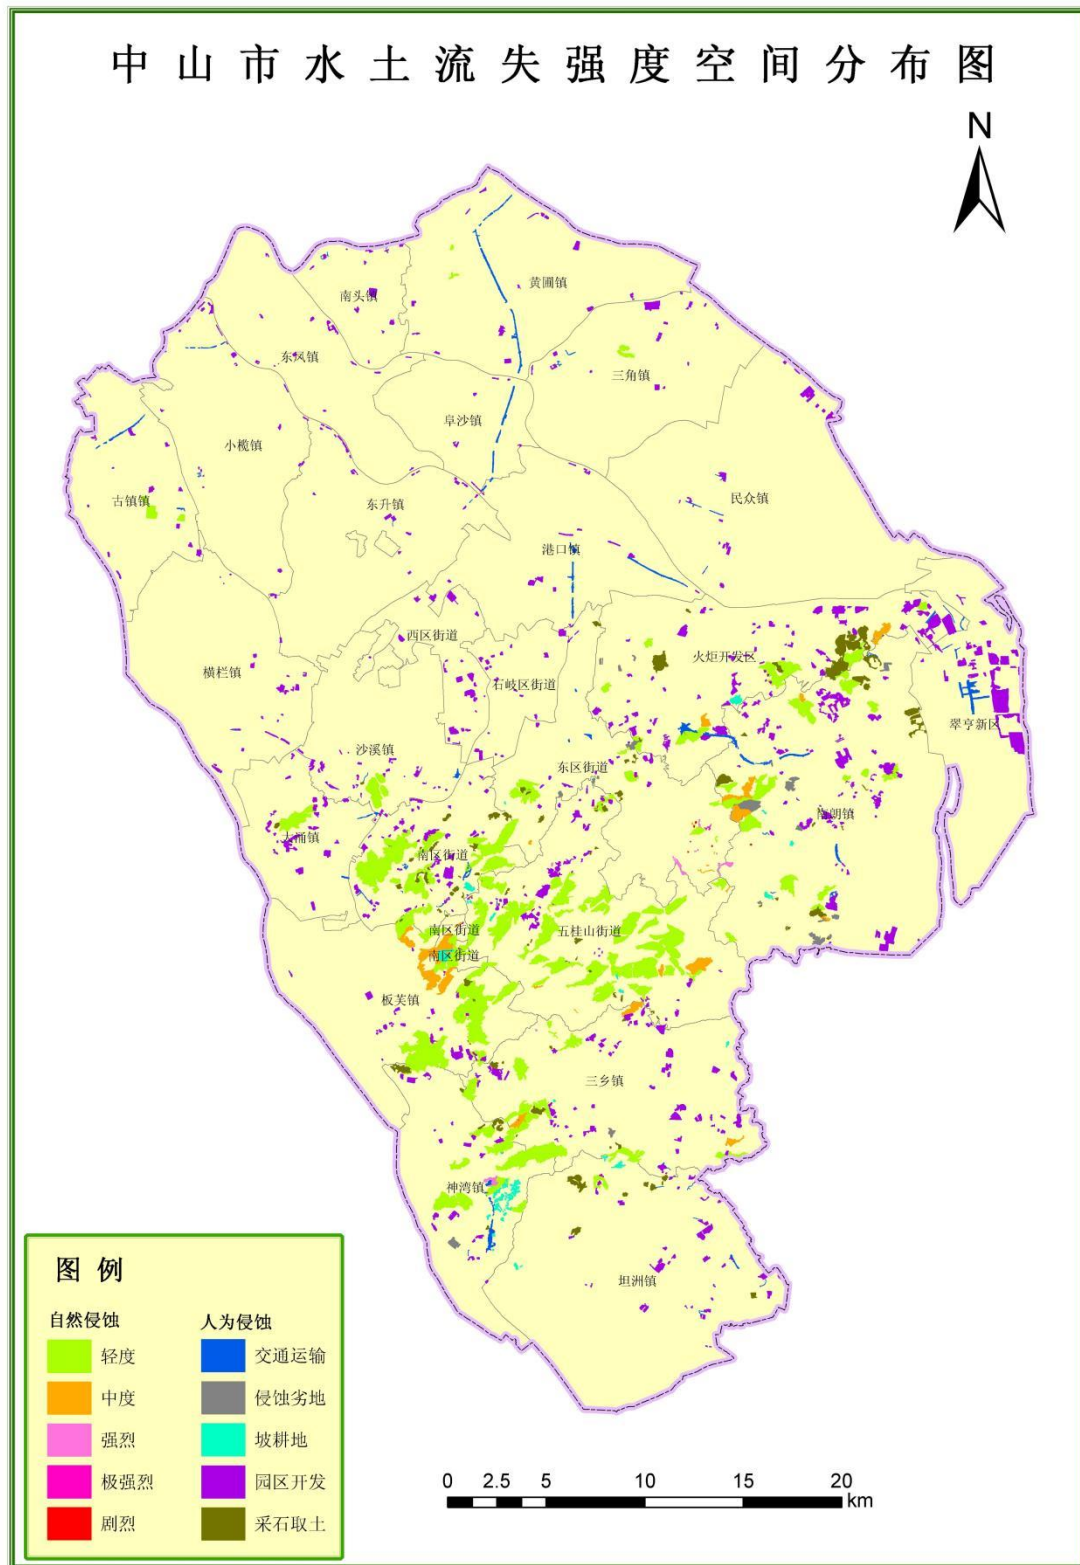 中山市水土流失强度空间分布图
N
黄圃镇
南头镇
东凤镇
三角镇
阜沙镇
小榄镇
古镇镇
东升镇
民众镇
港口镇
西区街道
火炬开发区
横栏镇
石岐区街道
翠亨新区
沙溪镇
东区街道
南朗镇
大涌镇
南区街道
南区街道
五桂山街道
南区街道
板芙镇
三乡镇
神湾镇
坦洲镇
图例
自然侵蚀
轻度
中度
强烈
极强烈
剧烈
人为侵蚀
交通运输
侵蚀劣地
坡耕地
园区开发
采石取土
0 2.5 5 10 15 20
km